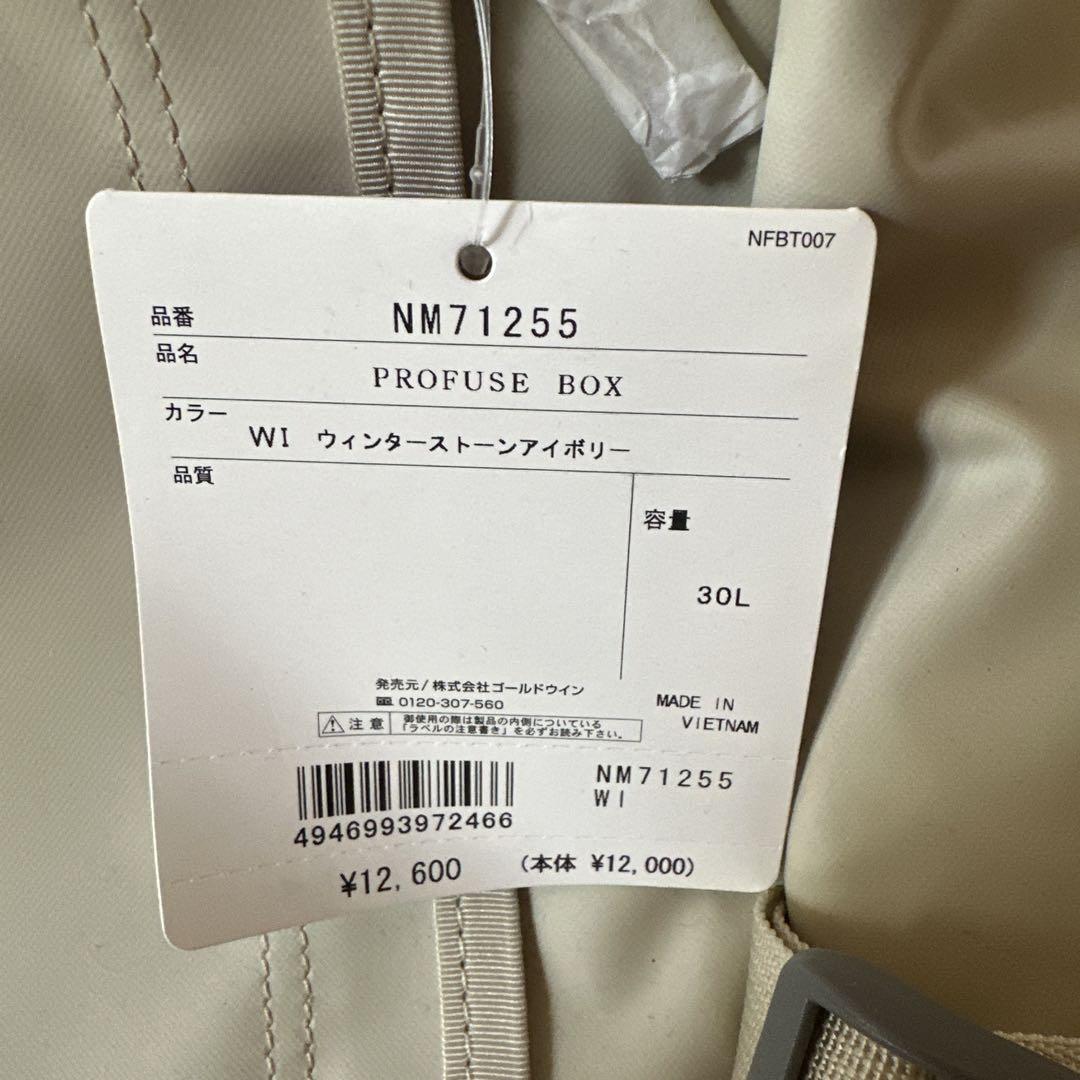 NFBT007
品番 NM71255
品名 PROFUSE BOX
カラー WI ウィンターストーンアイボリー
品質
容量
30L
発売元/株式会社ゴールドウイン
0120-307-560
注意 御使用の際は製品の内側についている
「ラベルの注意書き」を必ずお読み下さい。
MADE IN
VIETNAM
NM71255
WI
4946993972466
¥12,600 (本体 ¥12,000)